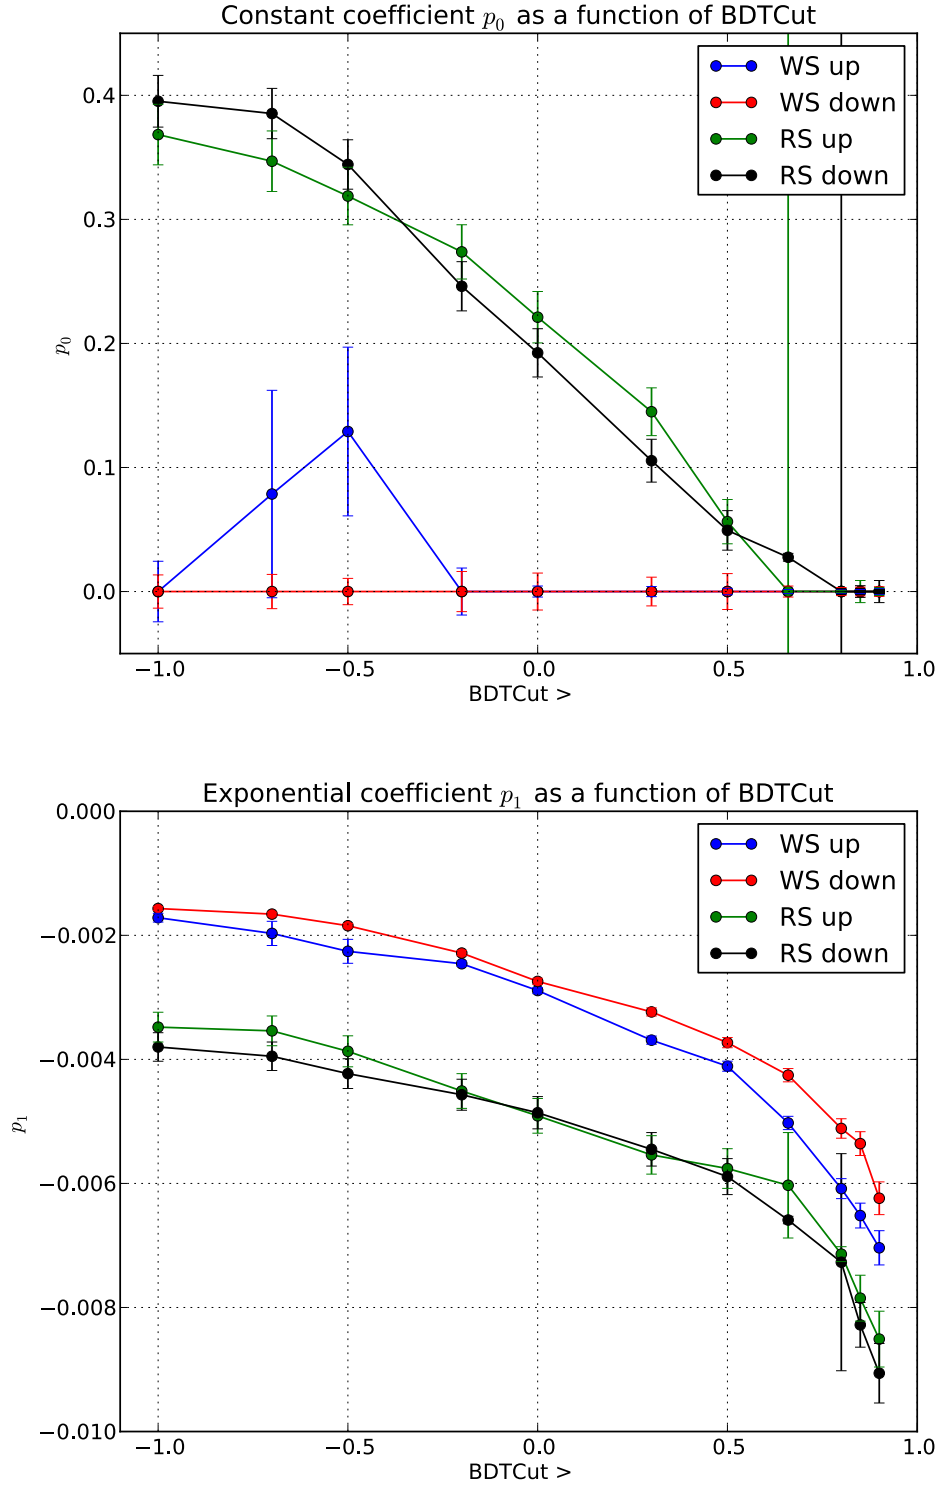 Constant coefficient p₀ as a function of BDTCut
WS up
WS down
RS up
RS down
0.4
0.3
0.2
0.1
0.0
p₀
−1.0 −0.5 0.0 0.5 1.0
BDTCut >
Exponential coefficient p₁ as a function of BDTCut
WS up
WS down
RS up
RS down
0.000
−0.002
−0.004
−0.006
−0.008
−0.010
p₁
−1.0 −0.5 0.0 0.5 1.0
BDTCut >